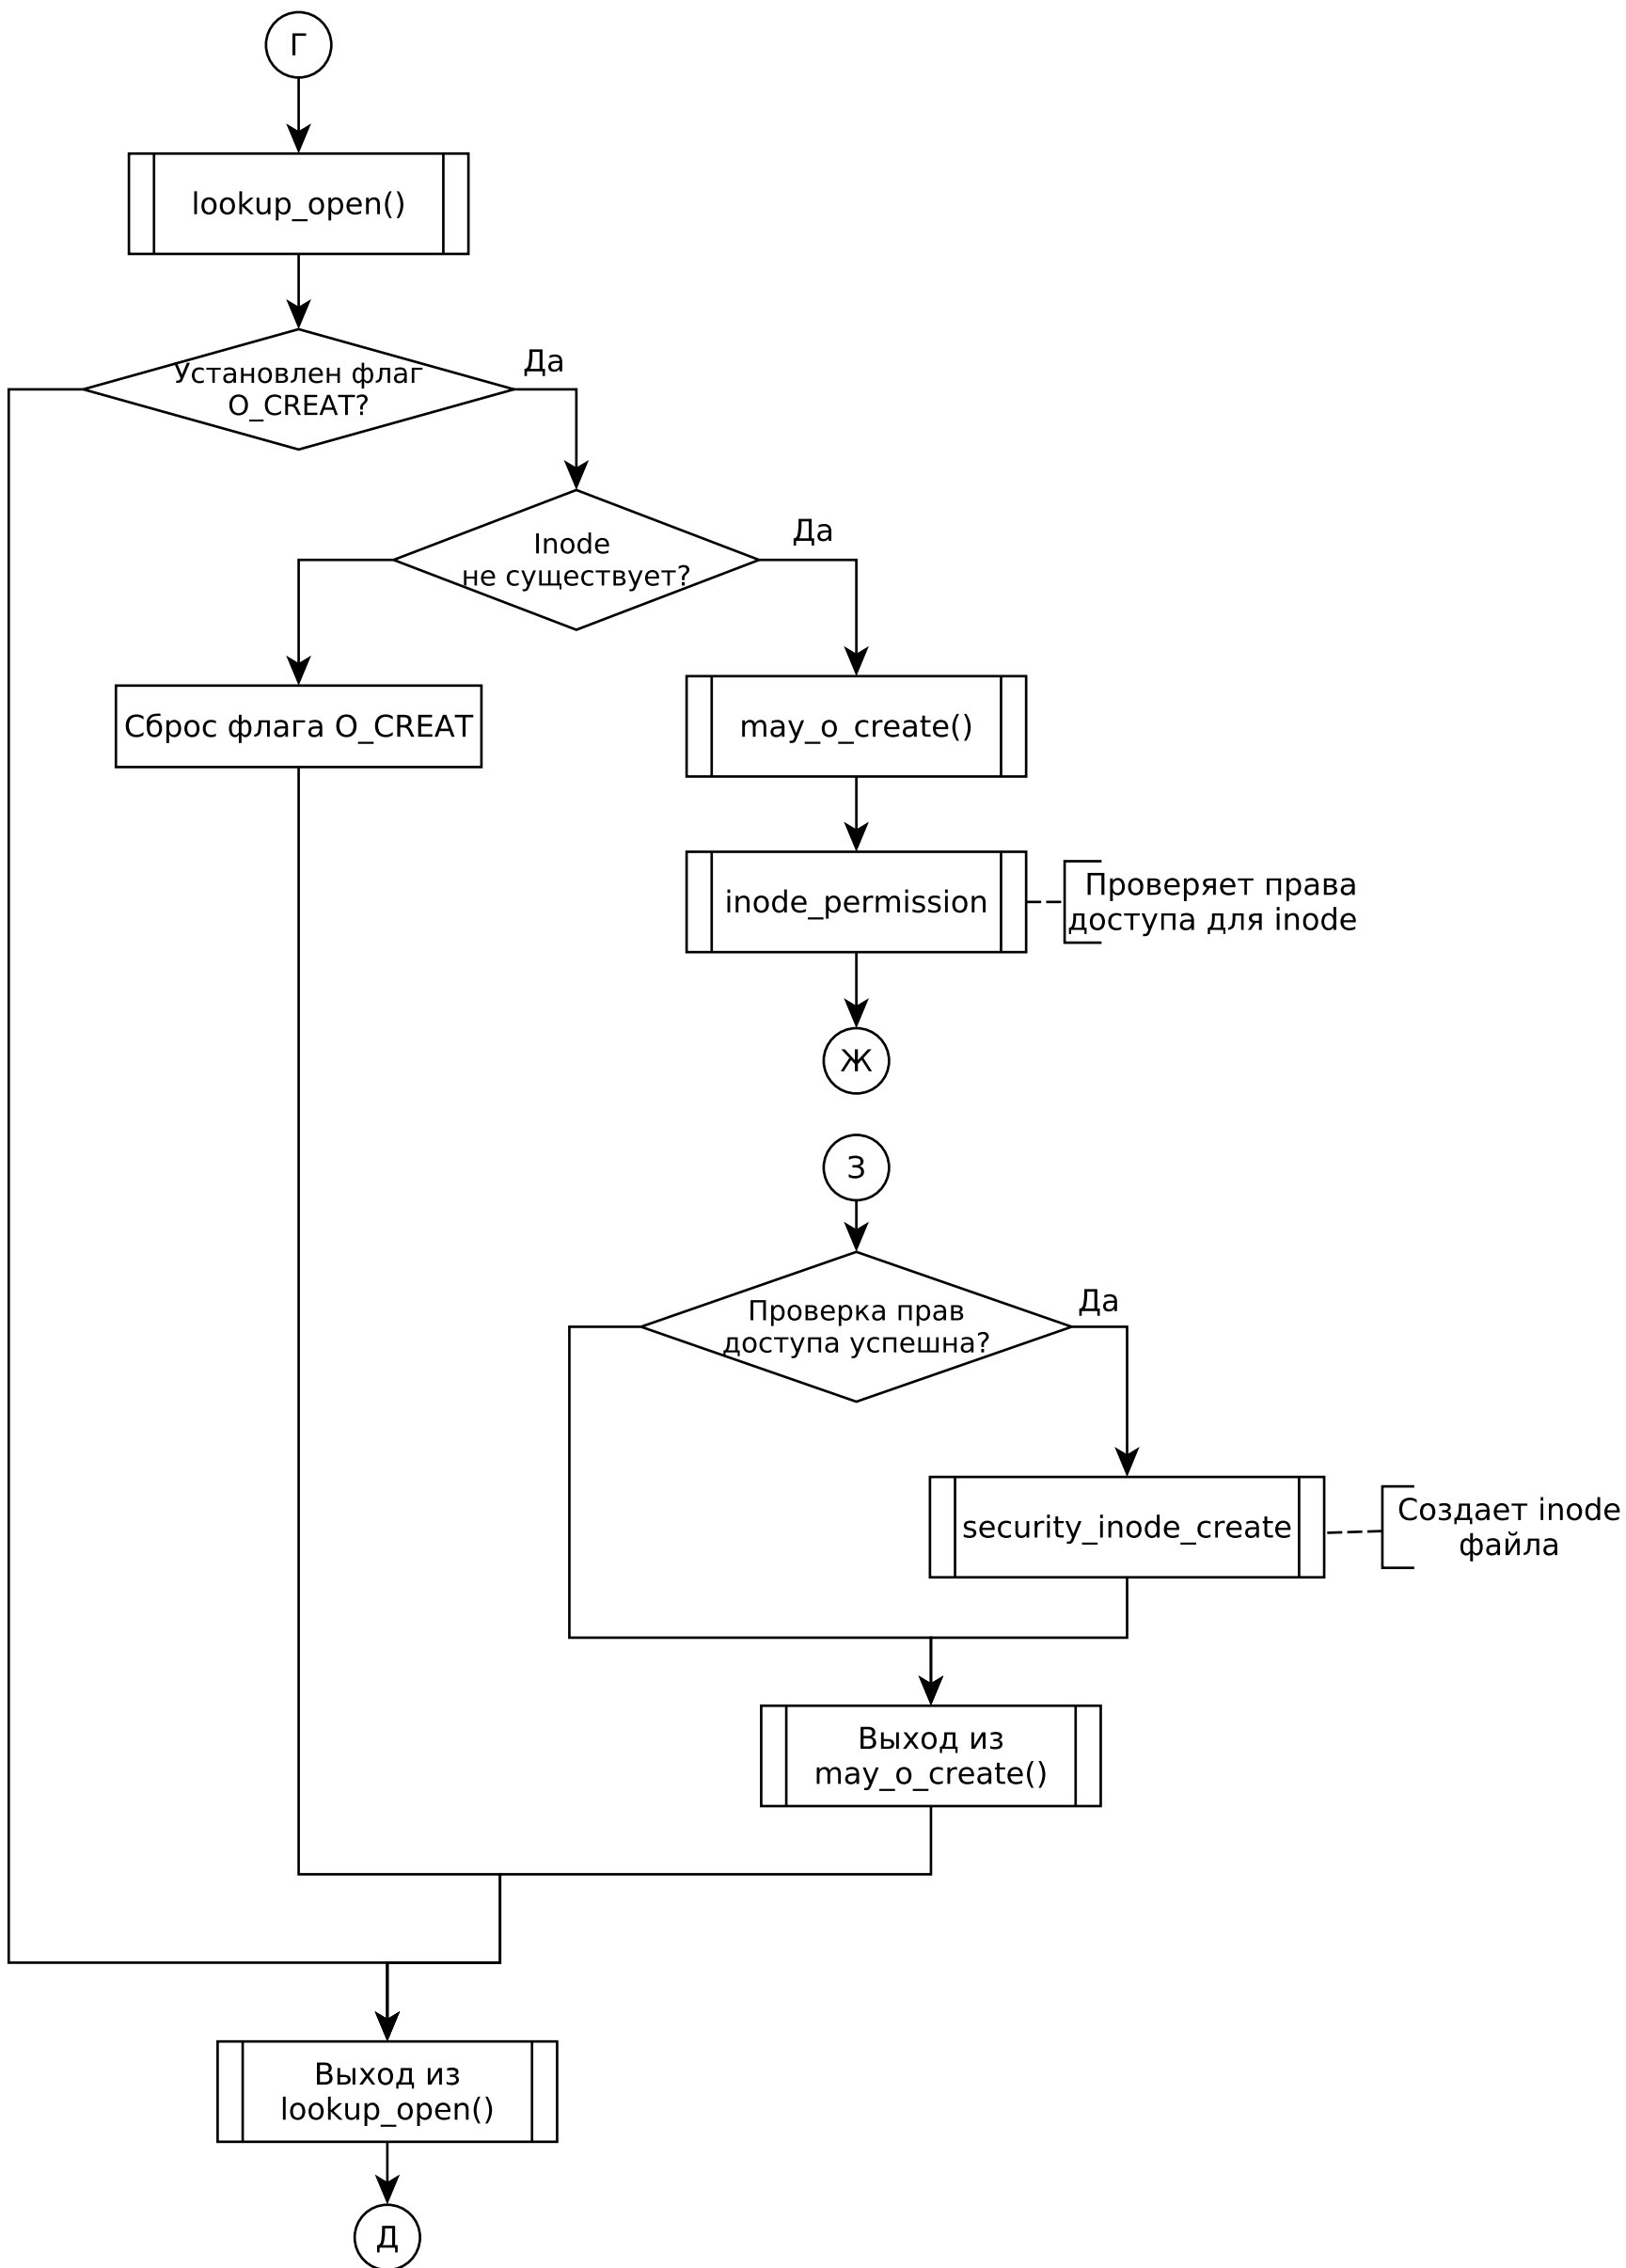 Г
lookup_open()
Установлен флаг
O_CREAT?
Да
Inode
не существует?
Да
Сброс флага O_CREAT
may_o_create()
inode_permission
Проверяет права
доступа для inode
Ж
З
Проверка прав
доступа успешна?
Да
security_inode_create
Создает inode
файла
Выход из
may_o_create()
Выход из
lookup_open()
Д